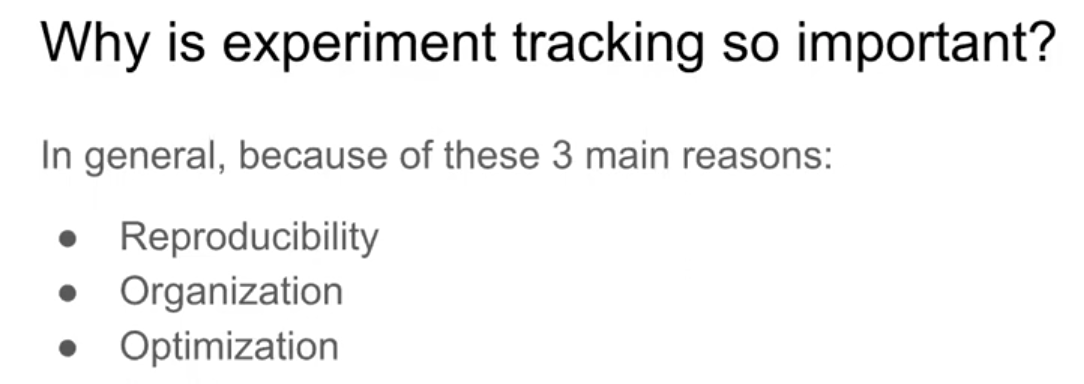 Why is experiment tracking so important?
In general, because of these 3 main reasons:
● Reproducibility
● Organization
● Optimization